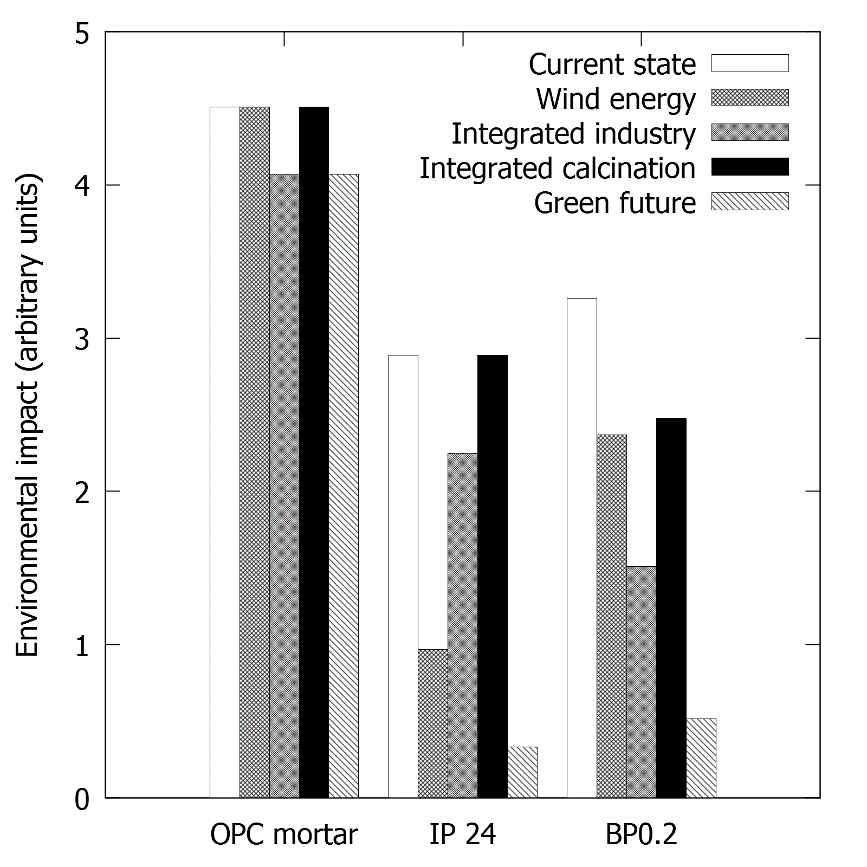 5
4
3
2
1
0
Environmental impact (arbitrary units)
Current state
Wind energy
Integrated industry
Integrated calcination
Green future
OPC mortar
IP 24
BP0.2